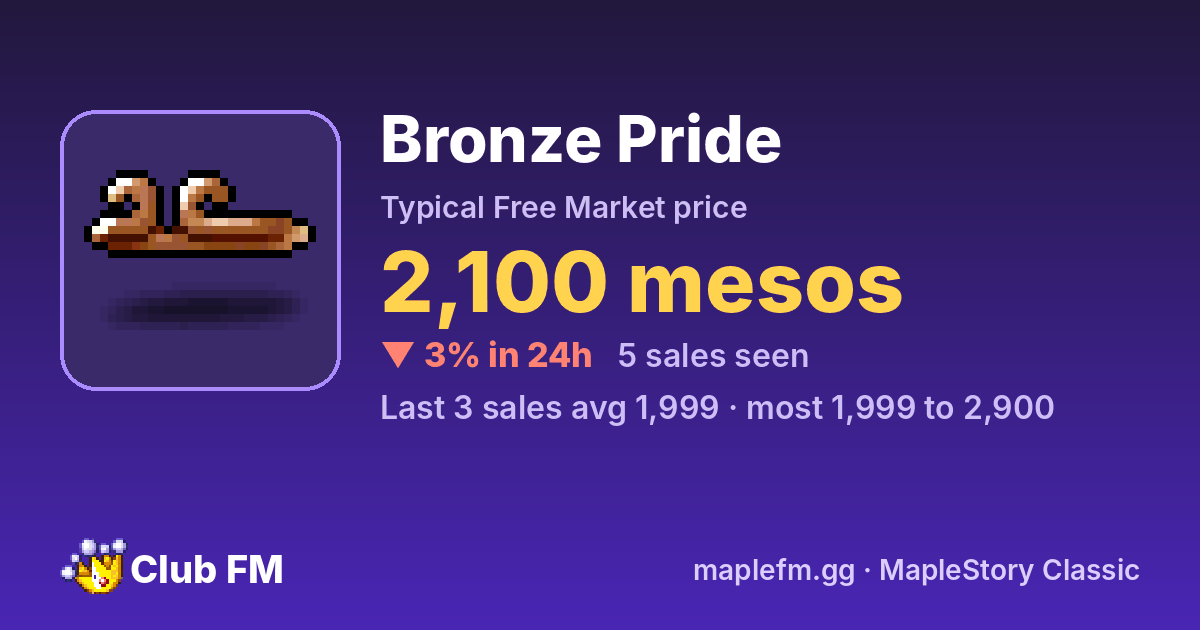 Bronze Pride
Typical Free Market price
2,100 mesos
▼ 3% in 24h 5 sales seen
Last 3 sales avg 1,999 · most 1,999 to 2,900
Club FM
maplefm.gg · MapleStory Classic